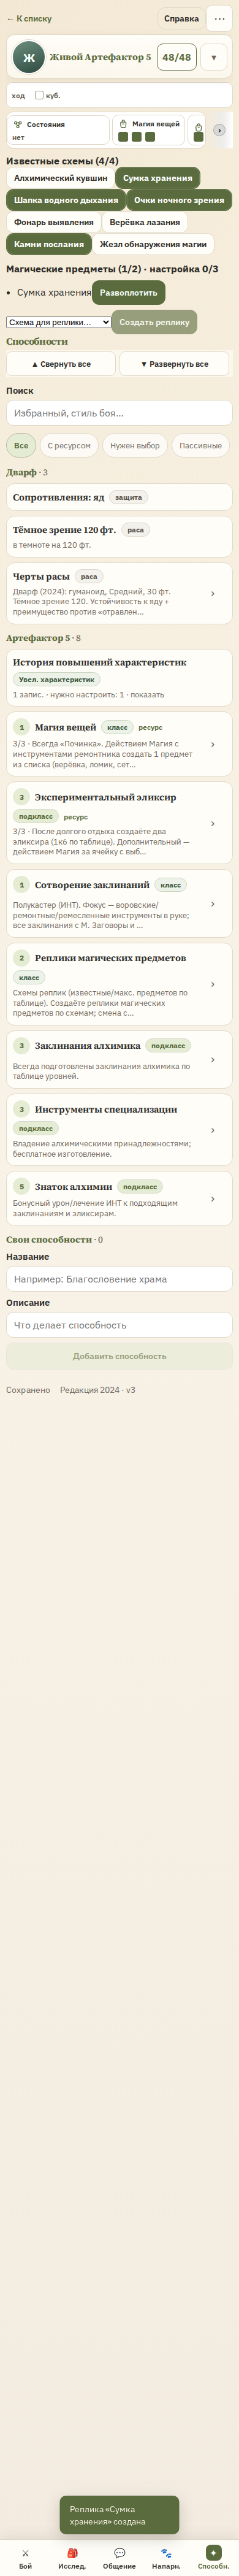 ← К списку
Справка
⋯
Ж
Живой Артефактор 5
48/48
▼
ход
куб.
Состояния
нет
Магия вещей
›
Известные схемы (4/4)
Алхимический кувшин
Сумка хранения
Шапка водного дыхания
Очки ночного зрения
Фонарь выявления
Верёвка лазания
Камни послания
Жезл обнаружения магии
Магические предметы (1/2) · настройка 0/3
• Сумка хранения
Развоплотить
Схема для реплики…
Создать реплику
Способности
▲ Свернуть все
▼ Развернуть все
Поиск
Избранный, стиль боя…
Все
С ресурсом
Нужен выбор
Пассивные
Дварф · 3
Сопротивления: яд
защита
Тёмное зрение 120 фт.
раса
в темноте на 120 фт.
Черты расы
раса
Дварф (2024): гуманоид, Средний, 30 фт.
Тёмное зрение 120. Устойчивость к яду +
преимущество против «отравлен…
›
Артефактор 5 · 8
История повышений характеристик
Увел. характеристик
1 запис. · нужно настроить: 1 · показать
1
Магия вещей
класс
ресурс
3/3 · Всегда «Починка». Действием Магия с
инструментами ремонтника создать 1 предмет
из списка (верёвка, ломик, сет…
›
3
Экспериментальный эликсир
подкласс
ресурс
3/3 · После долгого отдыха создаёте два
эликсира (1к6 по таблице). Дополнительно —
действием Магия за ячейку с выб…
›
1
Сотворение заклинаний
класс
Полукастер (ИНТ). Фокус — воровские/
ремонтные/ремесленные инструменты в руке;
все заклинания с М. Заговоры и …
›
2
Реплики магических предметов
класс
Схемы реплик (известные/макс. предметов по
таблице). Создаёте реплики магических
предметов по схемам; смена с…
›
3
Заклинания алхимика
подкласс
Всегда подготовлены заклинания алхимика по
таблице уровней.
›
3
Инструменты специализации
подкласс
Владение алхимическими принадлежностями;
бесплатное изготовление.
›
5
Знаток алхимии
подкласс
Бонусный урон/лечение ИНТ к подходящим
заклинаниям и эликсирам.
›
Свои способности · 0
Название
Например: Благословение храма
Описание
Что делает способность
Добавить способность
Сохранено
Редакция 2024 · v3
Реплика «Сумка
хранения» создана
Бой
Исслед.
Общение
Напарн.
Способн.